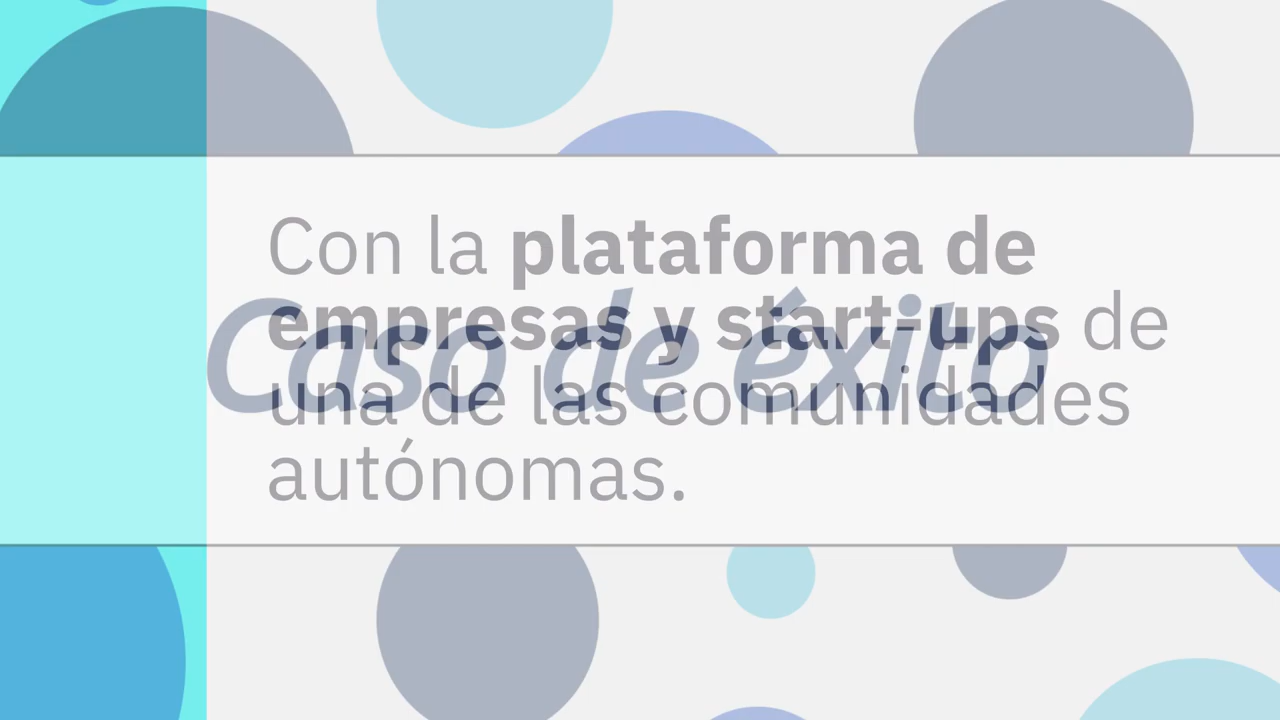 Con la plataforma de
empresas y start-ups de
Caso de éxito
una de las comunidades
autónomas.